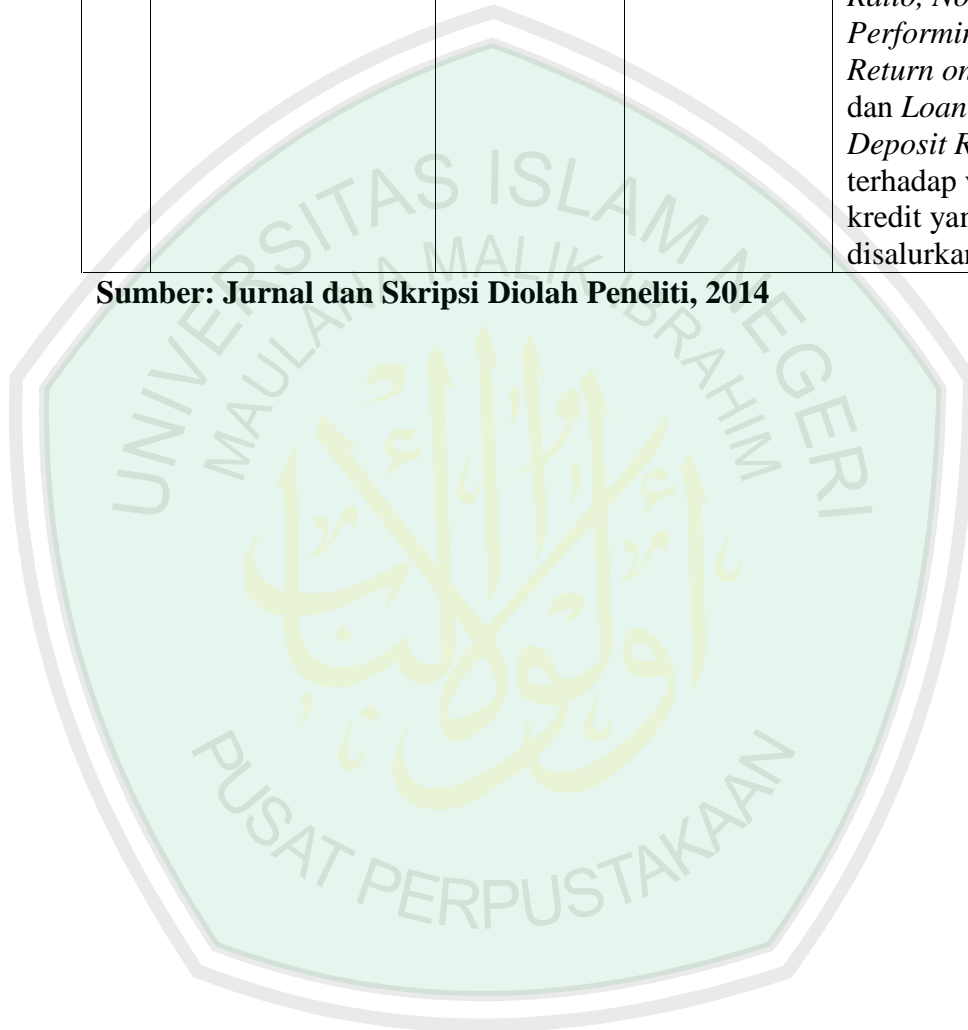 Ratio, No
Performin
Return on
dan Loan
Deposit R
terhadap v
kredit yan
disalurkan
Sumber: Jurnal dan Skripsi Diolah Peneliti, 2014
UNIVERSITAS ISLAM NEGERI
MAULANA MALIK IBRAHIM
PUSAT PERPUSTAKAAN